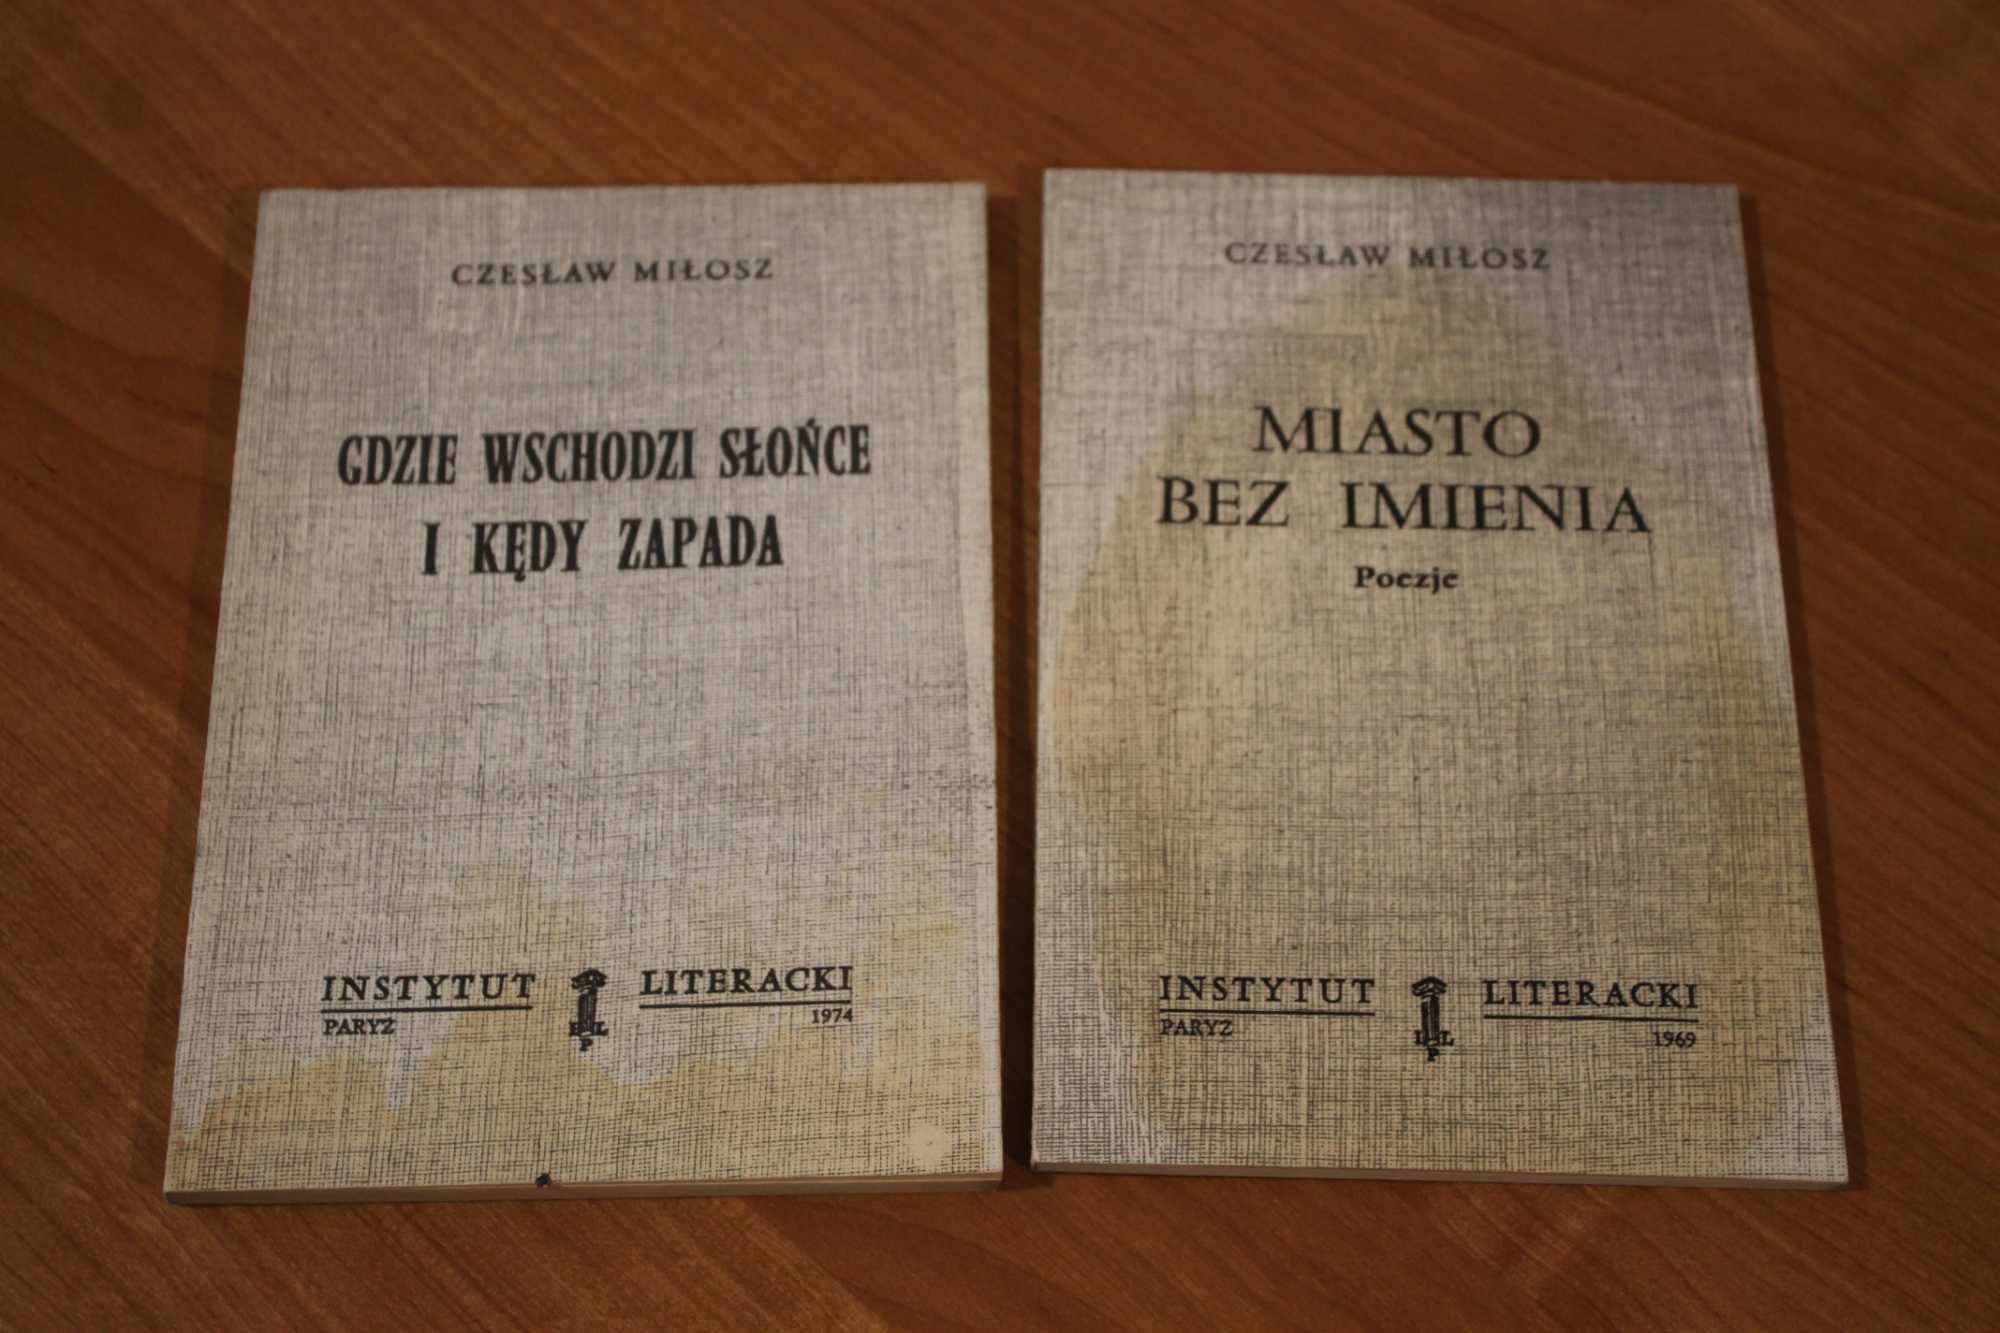 CZESŁAW MIŁOSZ
GDZIE WSCHODZI SŁOŃCE
I KĘDY ZAPADA
INSTYTUT LITERACKI
PARYŻ 1974
I L
P
CZESŁAW MIŁOSZ
MIASTO
BEZ IMIENIA
Poezje
INSTYTUT LITERACKI
PARYŻ 1969
I L
P